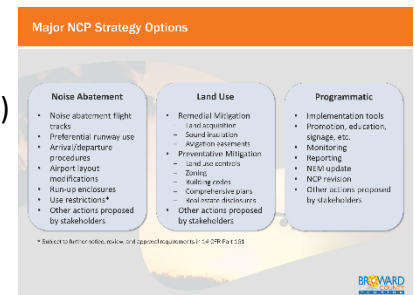 )
Major NCP Strategy Options
Noise Abatement
• Noise abatement flight
tracks
• Preferential runway use
• Arrival/departure
procedures
• Airport layout
modifications
• Run-up enclosures
• Use restrictions*
• Other actions proposed
by stakeholders
Land Use
• Remedial Mitigation
– Land acquisition
– Sound insulation
– Avigation easements
• Preventative Mitigation
– Land use controls
– Zoning
– Building codes
– Comprehensive plans
– Real estate disclosures
• Other actions proposed
by stakeholders
Programmatic
• Implementation tools
• Promotion, education,
signage, etc.
• Monitoring
• Reporting
• NEM update
• NCP revision
• Other actions proposed
by stakeholders
* Subject to further notice, review, and approval requirements in 14 CFR Part 161
BROWARD
COUNTY
FLORIDA